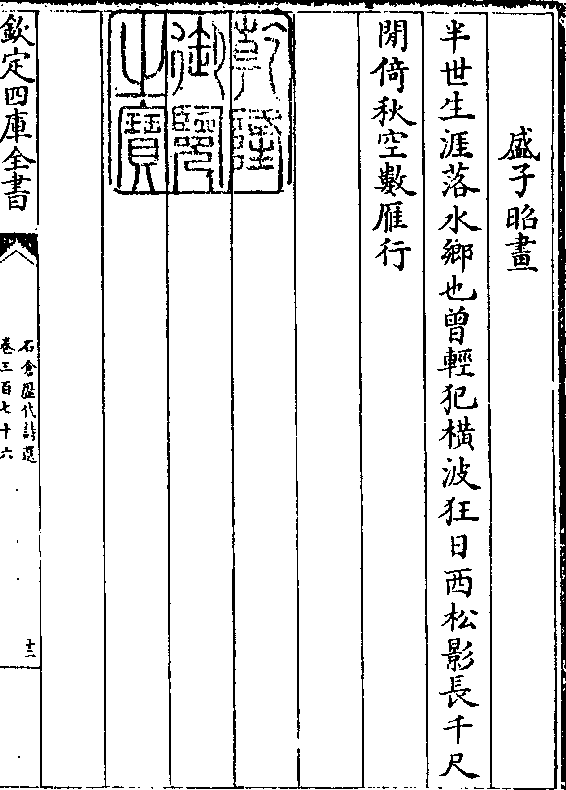 盛子昭畫
半世生涯落水鄉也曾輕犯橫波狂日西松影長千尺
閒倚秋空數雁行
乾隆
御覽
之寶
欽定四庫全書
石倉歷代詩選
卷三百七十六
十三